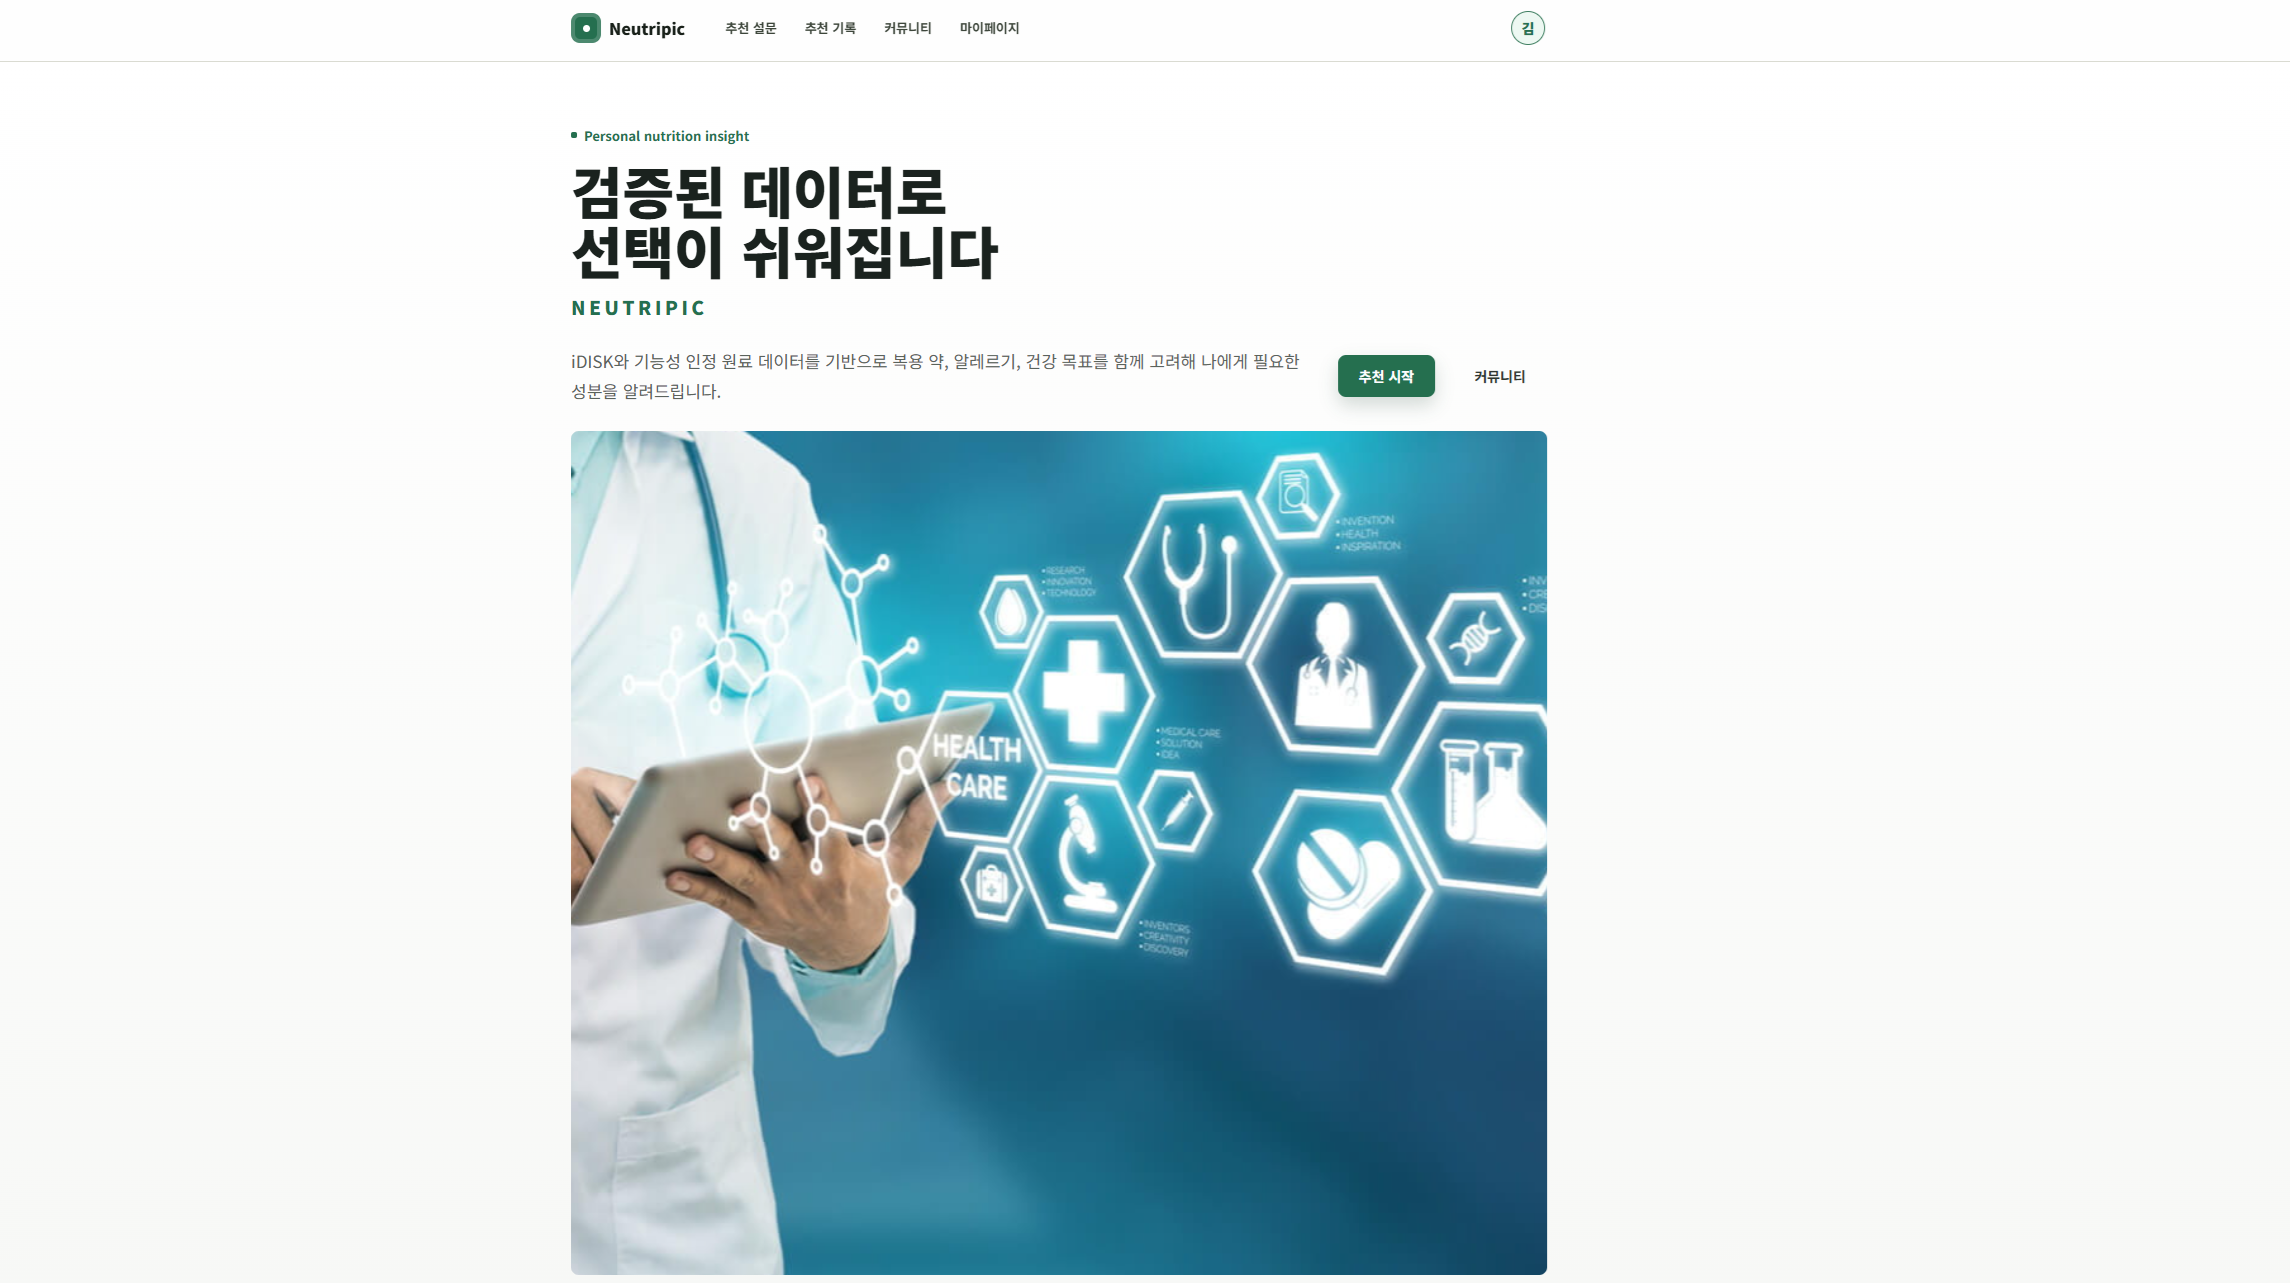 Neutripic
추천 설문
추천 기록
커뮤니티
마이페이지
김
Personal nutrition insight
검증된 데이터로
선택이 쉬워집니다
NEUTRIPIC
iDISK와 기능성 인정 원료 데이터를 기반으로 복용 약, 알레르기, 건강 목표를 함께 고려해 나에게 필요한
성분을 알려드립니다.
추천 시작
커뮤니티
INVENTION
HEALTH
INSPIRATION
RESEARCH
INNOVATION
TECHNOLOGY
INV
CRE
DIS
MEDICAL CARE
SOLUTION
IDEA
HEALTH
CARE
INVENTORS
CREATIVITY
DISCOVERY